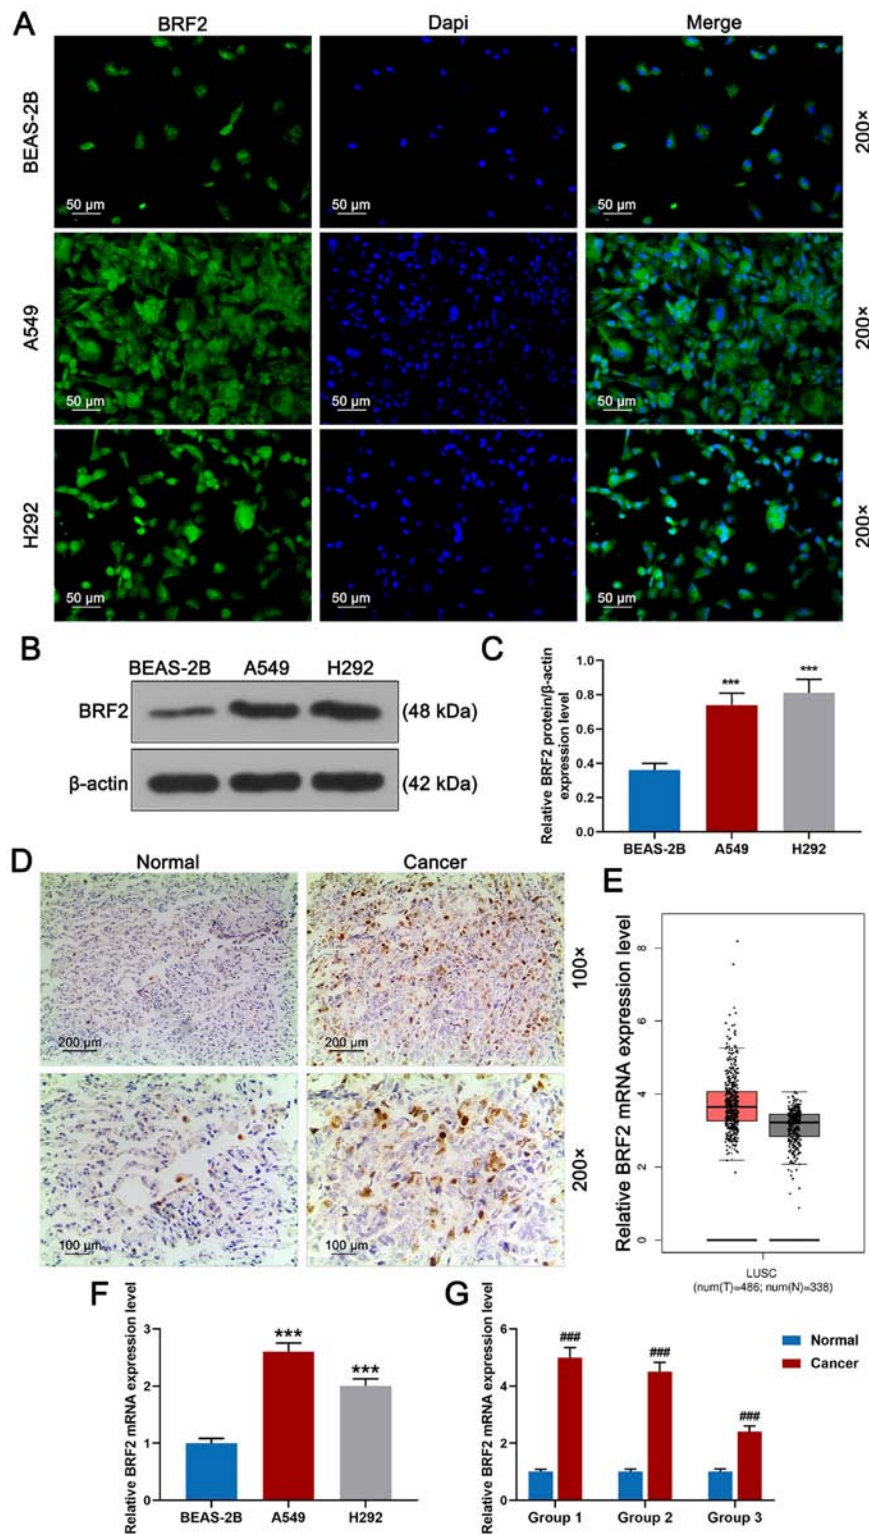 A
BRF2 Dapi Merge
BEAS-2B
50 µm 50 µm 50 µm
200×
A549
50 µm 50 µm 50 µm
200×
H292
50 µm 50 µm 50 µm
200×
B
BEAS-2B A549 H292
BRF2 (48 kDa)
β-actin (42 kDa)
C
Relative BRF2 protein/β-actin
expression level
1.0
0.8
0.6
0.4
0.2
0.0
*** ***
BEAS-2B A549 H292
D
Normal Cancer
200 µm 200 µm
100×
100 µm 100 µm
200×
E
Relative BRF2 mRNA expression level
8
6
4
2
0
LUSC
(num(T)=486; num(N)=338)
F
Relative BRF2 mRNA expression level
3
2
1
0
*** ***
BEAS-2B A549 H292
G
Relative BRF2 mRNA expression level
6
4
2
0
### ### ###
Group 1 Group 2 Group 3
Normal
Cancer